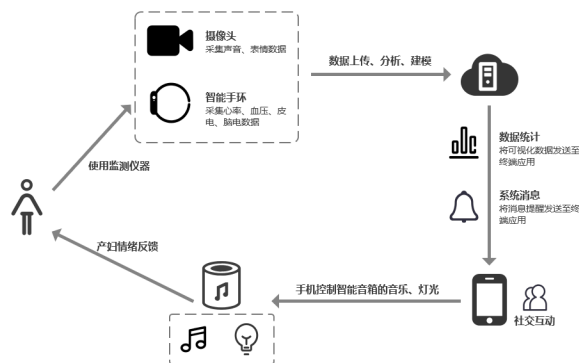 摄像头
采集声音、表情数据
智能手环
采集心率、血压、皮
电、脑电数据
数据上传、分析、建模
数据统计
将可视化数据发送至
终端应用
系统消息
将消息提醒发送至终
端应用
使用监测仪器
产妇情绪反馈
手机控制智能音箱的音乐、灯光
社交互动